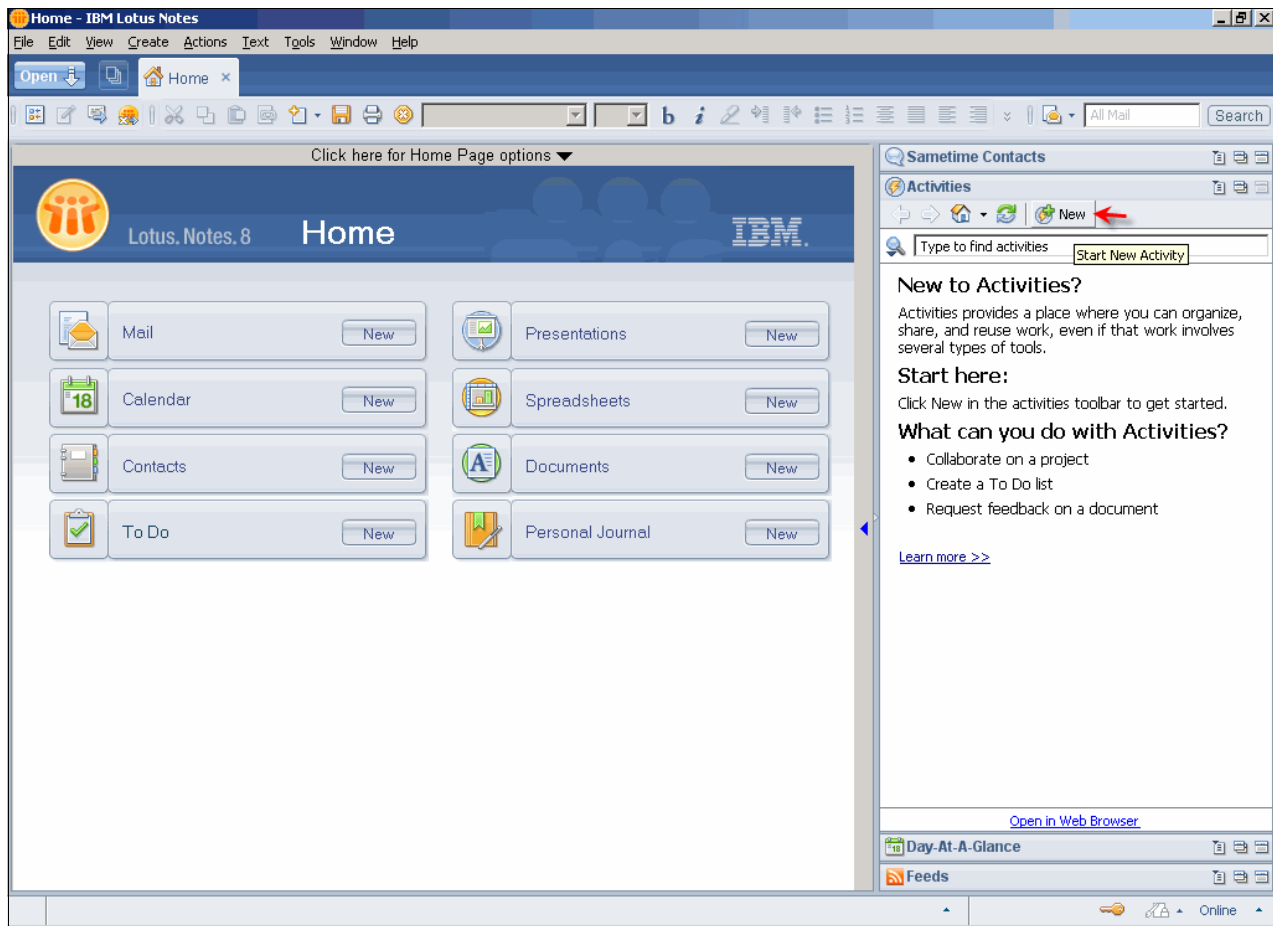 Home - IBM Lotus Notes
File Edit View Create Actions Text Tools Window Help
Open Home
b i All Mail Search
Click here for Home Page options
Lotus. Notes. 8 Home IBM.
Mail New
Presentations New
Calendar New
18
Spreadsheets New
Contacts New
Documents New
A
To Do New
Personal Journal New
Sametime Contacts
Activities
New
Type to find activities
Start New Activity
New to Activities?
Activities provides a place where you can organize,
share, and reuse work, even if that work involves
several types of tools.
Start here:
Click New in the activities toolbar to get started.
What can you do with Activities?
• Collaborate on a project
• Create a To Do list
• Request feedback on a document
Learn more >>
Open in Web Browser
18 Day-At-A-Glance
Feeds
Online